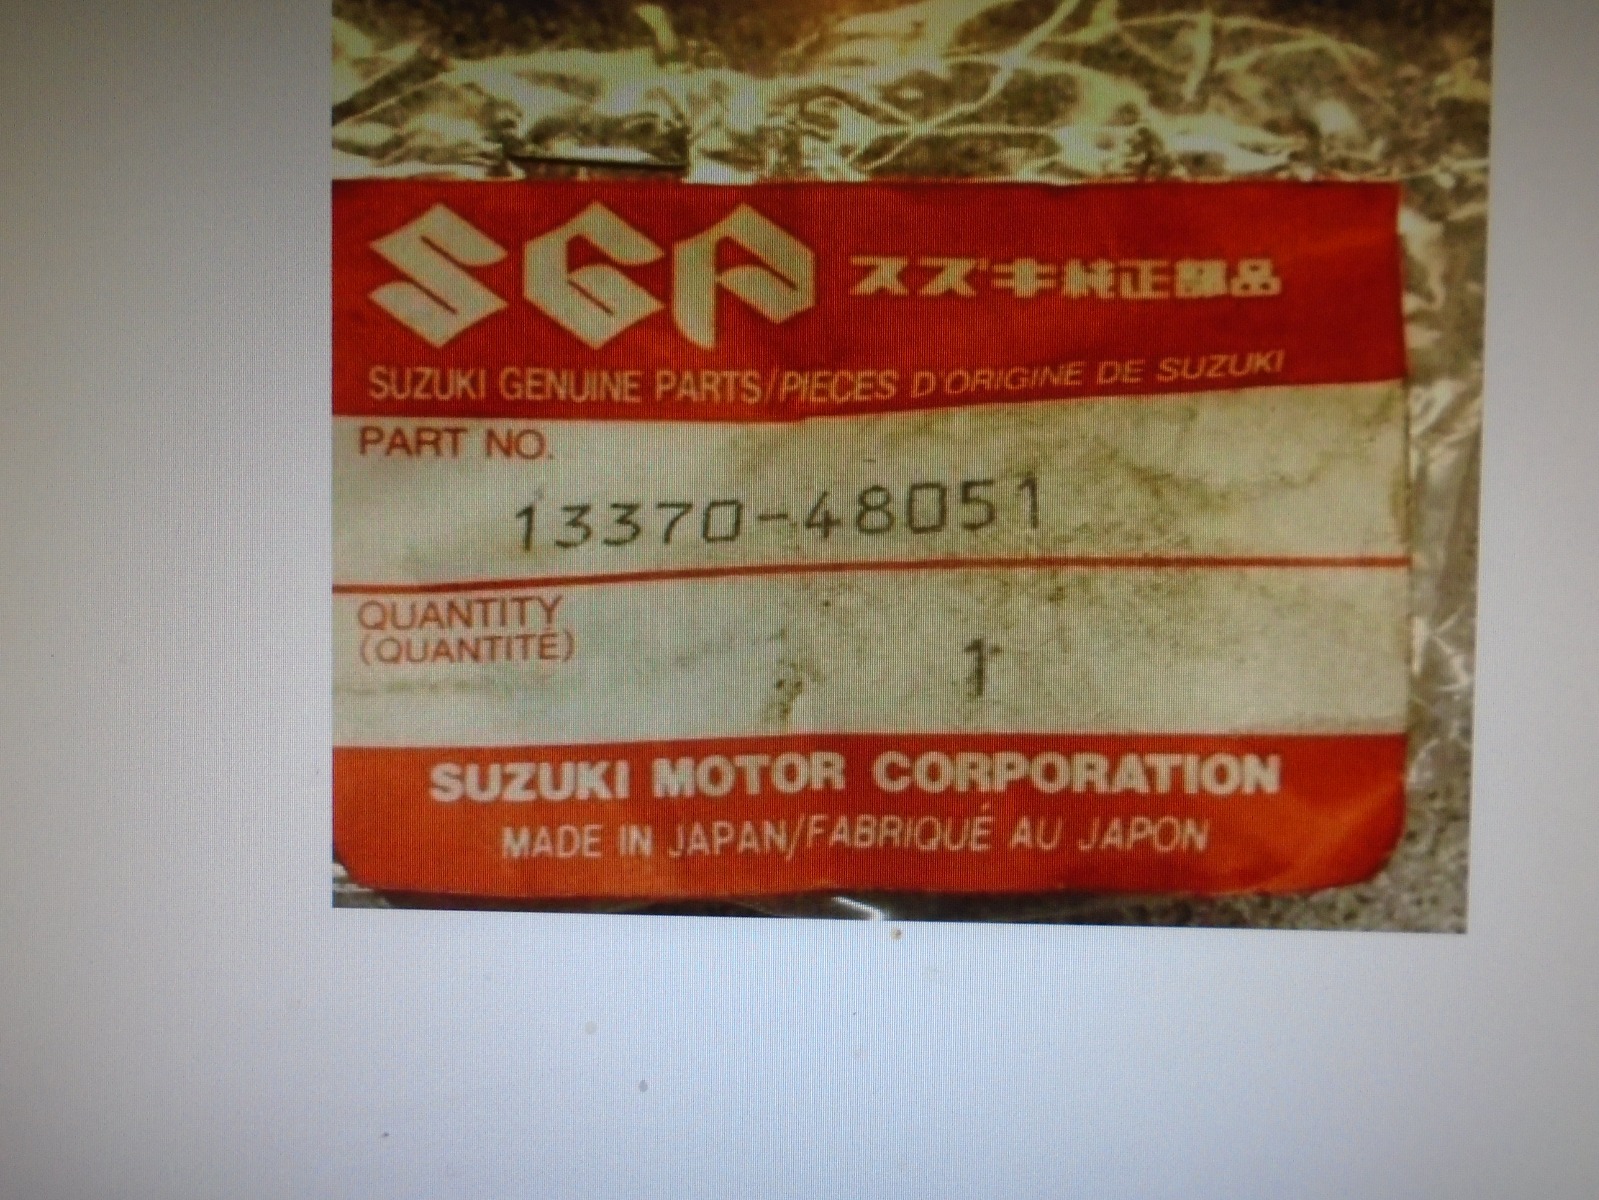 SGP スズキ純正部品
SUZUKI GENUINE PARTS/PIECES D'ORIGINE DE SUZUKI
PART NO.
13370-48051
QUANTITY
(QUANTITÉ)
1
SUZUKI MOTOR CORPORATION
MADE IN JAPAN/FABRIQUÉ AU JAPON